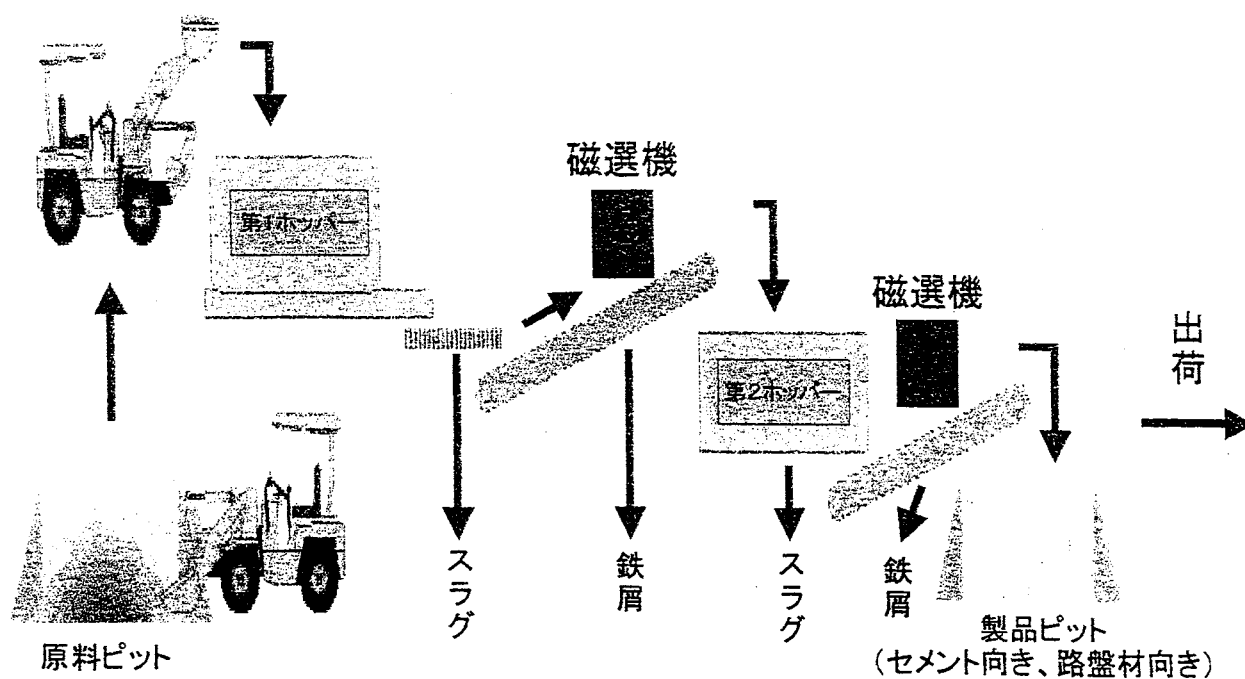 磁選機
第1ホッパー
磁選機
第2ホッパー
出荷
スラグ
鉄屑
スラグ
鉄屑
原料ピット
製品ピット
(セメント向き、路盤材向き)